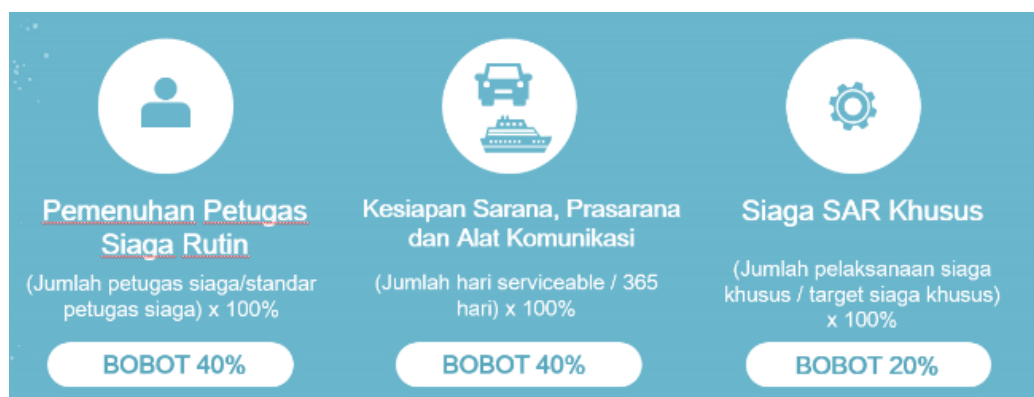 Pemenuhan Petugas
Siaga Rutin
(Jumlah petugas siaga/standar
petugas siaga) x 100%
BOBOT 40%
Kesiapan Sarana, Prasarana
dan Alat Komunikasi
(Jumlah hari serviceable / 365
hari) x 100%
BOBOT 40%
Siaga SAR Khusus
(Jumlah pelaksanaan siaga
khusus / target siaga khusus)
x 100%
BOBOT 20%